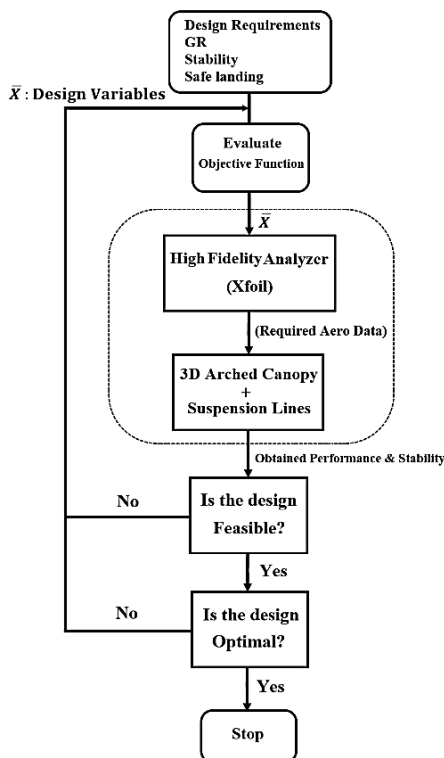 Design Requirements
GR
Stability
Safe landing
X̄ : Design Variables
Evaluate
Objective Function
X̄
High Fidelity Analyzer
(Xfoil)
(Required Aero Data)
3D Arched Canopy
+
Suspension Lines
Obtained Performance & Stability
No
Is the design
Feasible?
Yes
No
Is the design
Optimal?
Yes
Stop